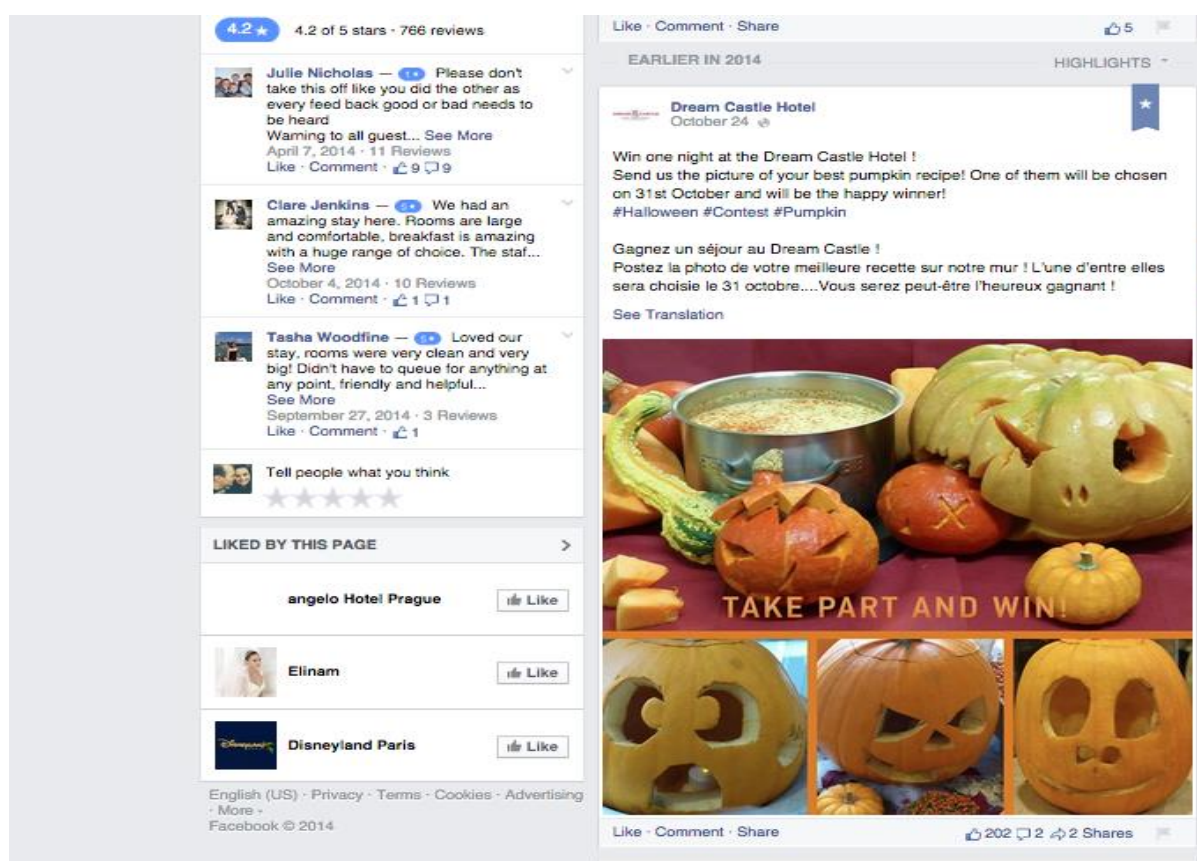 4.2 ★ 4.2 of 5 stars · 766 reviews
Julie Nicholas — 1★ Please don't
take this off like you did the other as
every feed back good or bad needs to
be heard
Warning to all guest... See More
April 7, 2014 · 11 Reviews
Like · Comment · 9 9
Clare Jenkins — 5★ We had an
amazing stay here. Rooms are large
and comfortable, breakfast is amazing
with a huge range of choice. The staf...
See More
October 4, 2014 · 10 Reviews
Like · Comment · 1 1
Tasha Woodfine — 5★ Loved our
stay, rooms were very clean and very
big! Didn't have to queue for anything at
any point, friendly and helpful...
See More
September 27, 2014 · 3 Reviews
Like · Comment · 1
Tell people what you think
LIKED BY THIS PAGE
angelo Hotel Prague Like
Elinam Like
Disneyland Paris Like
English (US) · Privacy · Terms · Cookies · Advertising
· More
Facebook © 2014
Like · Comment · Share 5
EARLIER IN 2014 HIGHLIGHTS
Dream Castle Hotel
October 24
Win one night at the Dream Castle Hotel !
Send us the picture of your best pumpkin recipe! One of them will be chosen
on 31st October and will be the happy winner!
#Halloween #Contest #Pumpkin
Gagnez un séjour au Dream Castle !
Postez la photo de votre meilleure recette sur notre mur ! L'une d'entre elles
sera choisie le 31 octobre....Vous serez peut-être l'heureux gagnant !
See Translation
TAKE PART AND WIN!
Like · Comment · Share 202 2 2 Shares